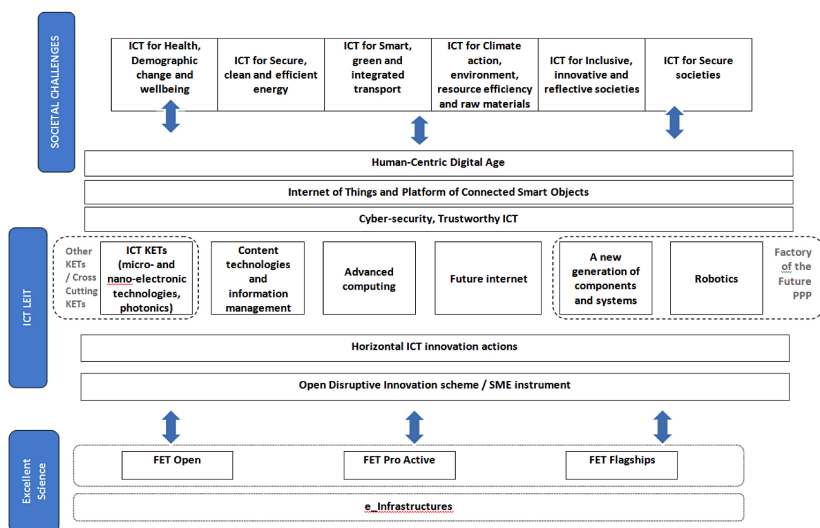 SOCIETAL CHALLENGES
ICT for Health,
Demographic
change and
wellbeing
ICT for Secure,
clean and efficient
energy
ICT for Smart,
green and
integrated
transport
ICT for Climate
action,
environment,
resource efficiency
and raw materials
ICT for Inclusive,
innovative and
reflective societies
ICT for Secure
societies
Human-Centric Digital Age
Internet of Things and Platform of Connected Smart Objects
Cyber-security, Trustworthy ICT
ICT LEIT
Other
KETs
/ Cross
Cutting
KETs
ICT KETs
(micro- and
nano-electronic
technologies,
photonics)
Content
technologies
and
information
management
Advanced
computing
Future internet
A new
generation of
components
and systems
Robotics
Factory
of the
Future
PPP
Horizontal ICT innovation actions
Open Disruptive Innovation scheme / SME instrument
Excellent
Science
FET Open
FET Pro Active
FET Flagships
e_Infrastructures